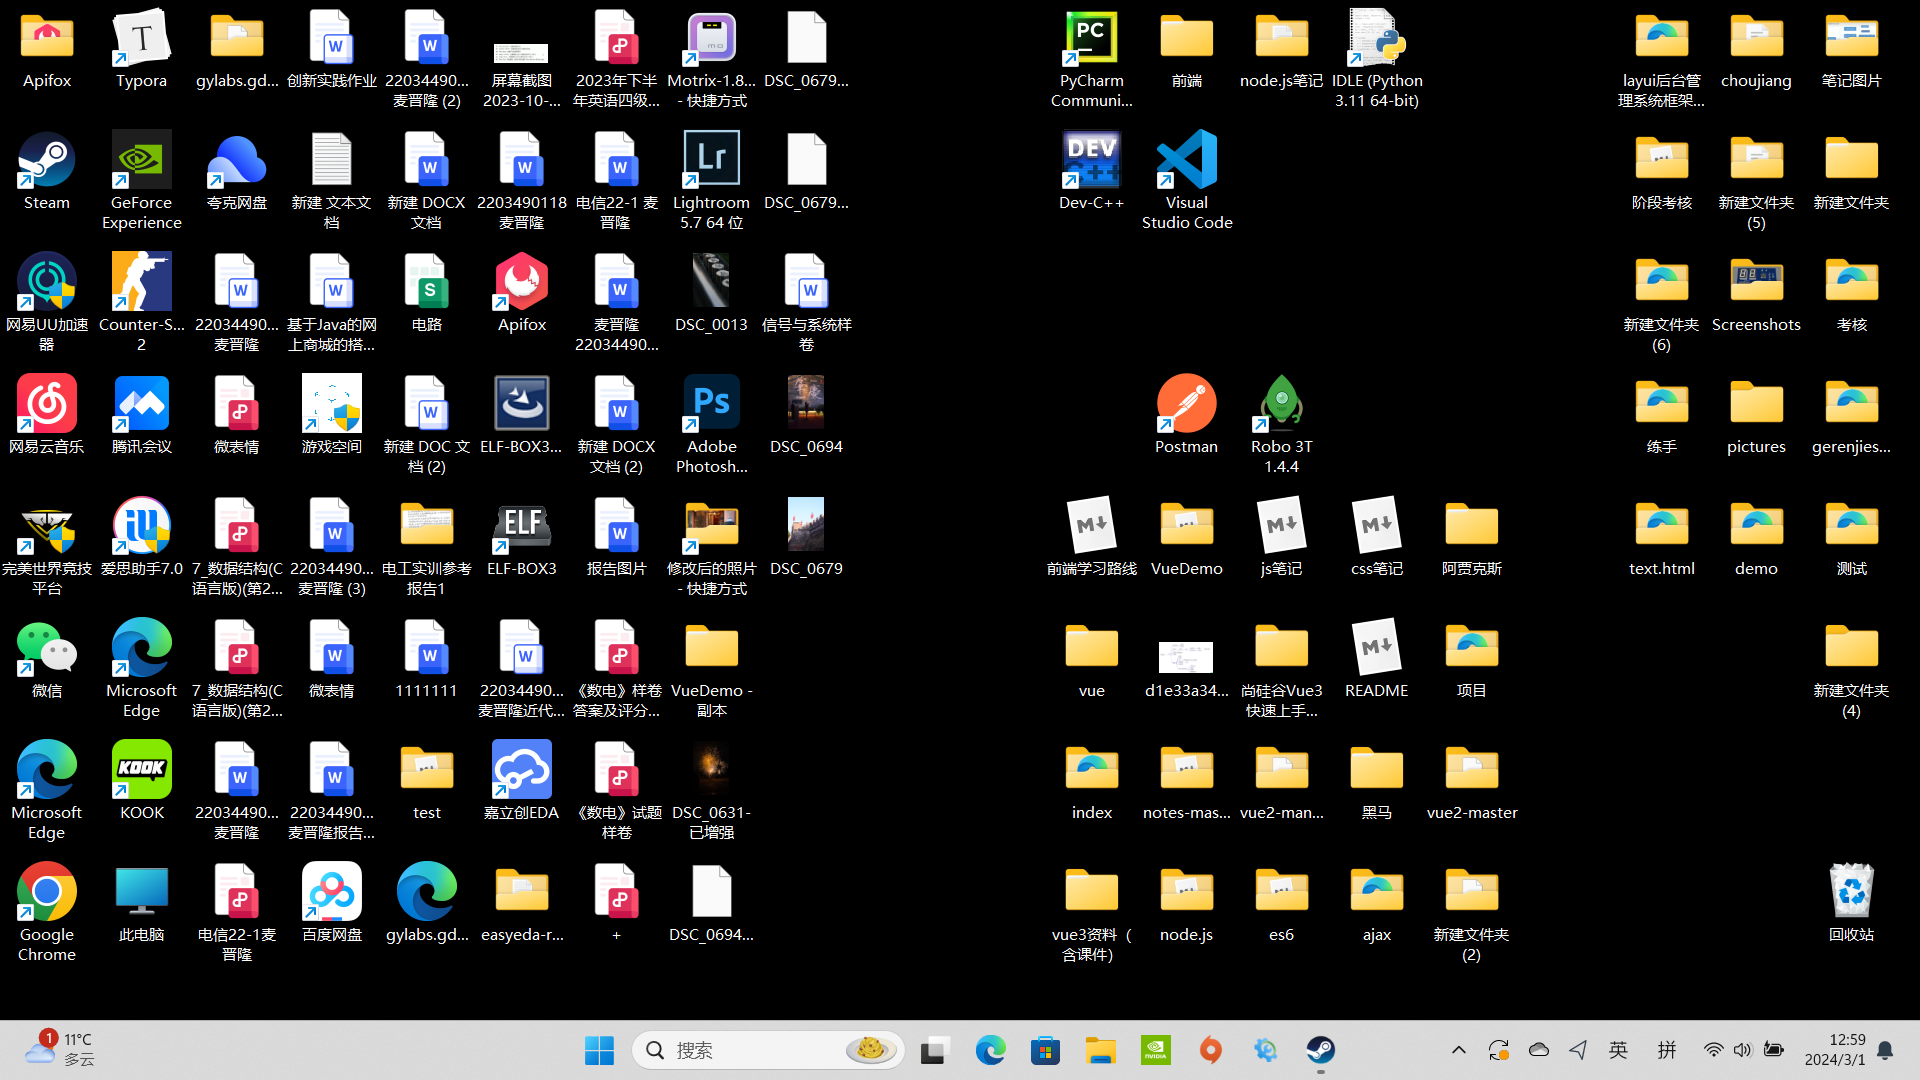 Apifox
Typora
gylabs.gd...
创新实践作业
22034490...
麦晋隆 (2)
屏幕截图
2023-10-...
2023年下半
年英语四级...
Motrix-1.8...
- 快捷方式
DSC_0679...
PC
PyCharm
Communi...
前端
node.js笔记
IDLE (Python
3.11 64-bit)
layui后台管
理系统框架...
choujiang
笔记图片
Steam
GeForce
Experience
夸克网盘
新建 文本文
档
新建 DOCX
文档
2203490118
麦晋隆
电信22-1 麦
晋隆
Lr
Lightroom
5.7 64 位
DSC_0679...
DEV
C++
Dev-C++
Visual
Studio Code
阶段考核
新建文件夹
(5)
新建文件夹
网易UU加速
器
Counter-S...
2
22034490...
麦晋隆
基于Java的网
上商城的搭...
电路
Apifox
麦晋隆
22034490...
DSC_0013
信号与系统样
卷
新建文件夹
(6)
Screenshots
考核
网易云音乐
腾讯会议
微表情
游戏空间
新建 DOC 文
档 (2)
ELF-BOX3...
新建 DOCX
文档 (2)
Ps
Adobe
Photosh...
DSC_0694
Postman
Robo 3T
1.4.4
练手
pictures
gerenjies...
完美世界竞技
平台
爱思助手7.0
7_数据结构(C
语言版)(第2...
22034490...
麦晋隆 (3)
电工实训参考
报告1
ELF
ELF-BOX3
报告图片
修改后的照片
- 快捷方式
DSC_0679
前端学习路线
VueDemo
js笔记
css笔记
阿贾克斯
text.html
demo
测试
微信
Microsoft
Edge
7_数据结构(C
语言版)(第2...
微表情
1111111
22034490...
麦晋隆近代...
《数电》样卷
答案及评分...
VueDemo -
副本
vue
d1e33a34...
尚硅谷Vue3
快速上手...
README
项目
新建文件夹
(4)
Microsoft
Edge
KOOK
KOOK
22034490...
麦晋隆
22034490...
麦晋隆报告...
test
嘉立创EDA
《数电》试题
样卷
DSC_0631-
已增强
index
notes-mas...
vue2-man...
黑马
vue2-master
Google
Chrome
此电脑
电信22-1麦
晋隆
百度网盘
gylabs.gd...
easyeda-r...
+
DSC_0694...
vue3资料（
含课件）
node.js
es6
ajax
新建文件夹
(2)
回收站
1
11°C
多云
搜索
英
拼
12:59
2024/3/1